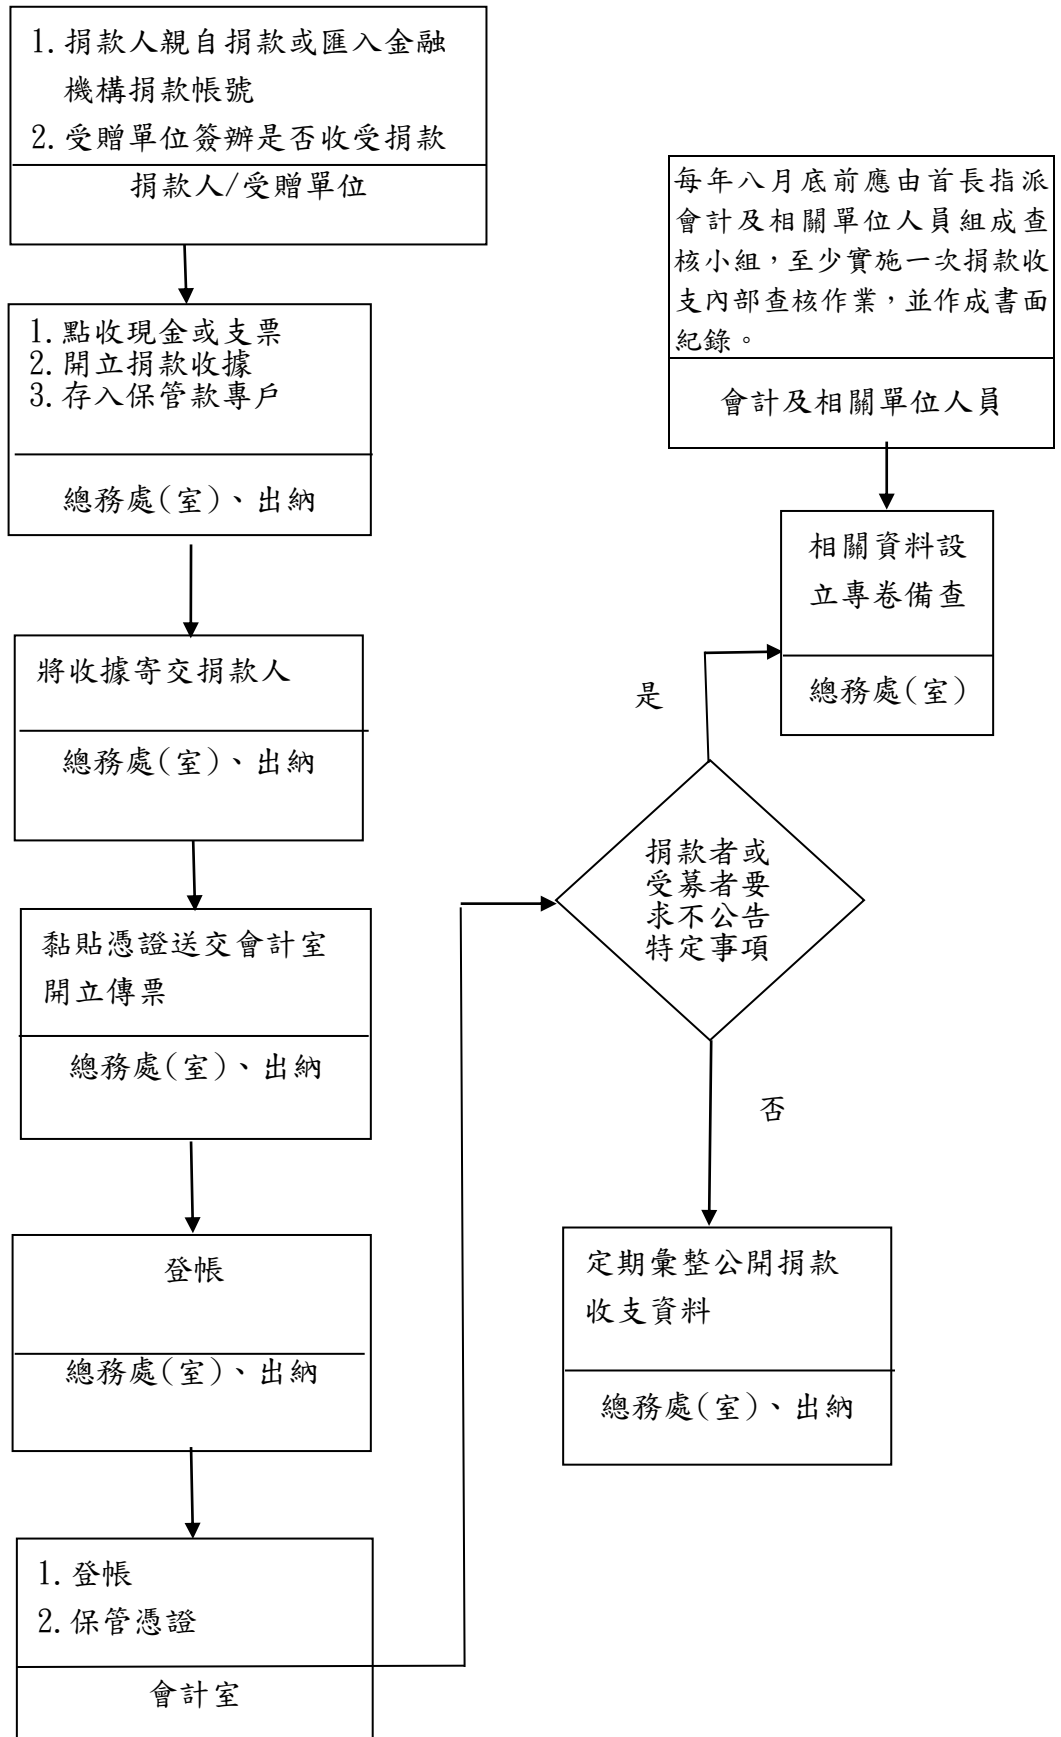 1.捐款人親自捐款或匯入金融
機構捐款帳號
2.受贈單位簽辦是否收受捐款
捐款人/受贈單位
1.點收現金或支票
2.開立捐款收據
3.存入保管款專戶
總務處(室)、出納
將收據寄交捐款人
總務處(室)、出納
黏貼憑證送交會計室
開立傳票
總務處(室)、出納
登帳
總務處(室)、出納
1.登帳
2.保管憑證
會計室
每年八月底前應由首長指派
會計及相關單位人員組成查
核小組，至少實施一次捐款收
支內部查核作業，並作成書面
紀錄。
會計及相關單位人員
相關資料設
立專卷備查
總務處(室)
是
捐款者或
受募者要
求不公告
特定事項
否
定期彙整公開捐款
收支資料
總務處(室)、出納